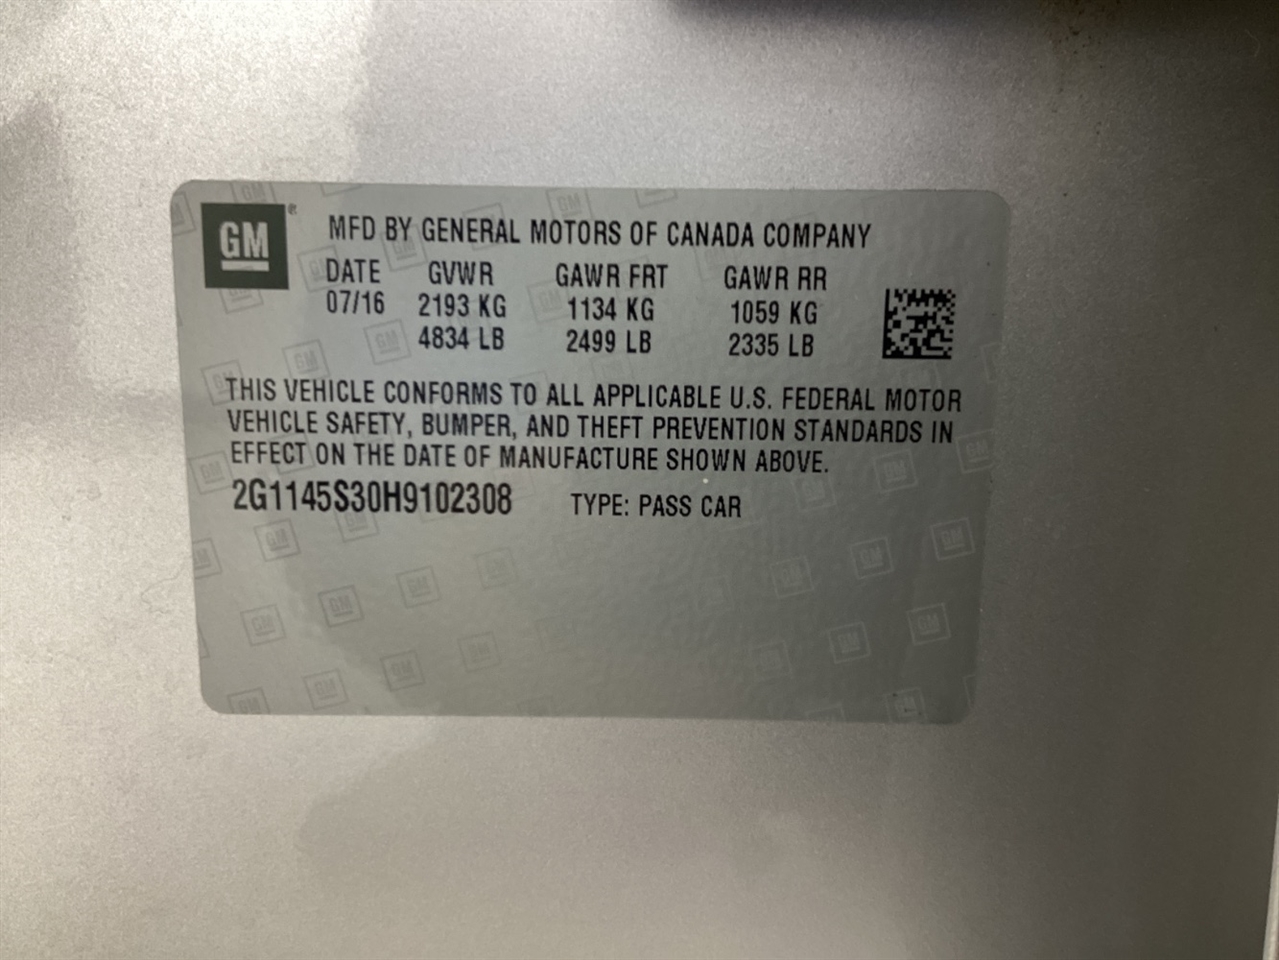 GM® MFD BY GENERAL MOTORS OF CANADA COMPANY
DATE GVWR GAWR FRT GAWR RR
07/16 2193 KG 1134 KG 1059 KG
4834 LB 2499 LB 2335 LB
THIS VEHICLE CONFORMS TO ALL APPLICABLE U.S. FEDERAL MOTOR
VEHICLE SAFETY, BUMPER, AND THEFT PREVENTION STANDARDS IN
EFFECT ON THE DATE OF MANUFACTURE SHOWN ABOVE.
2G1145S30H9102308 TYPE: PASS CAR